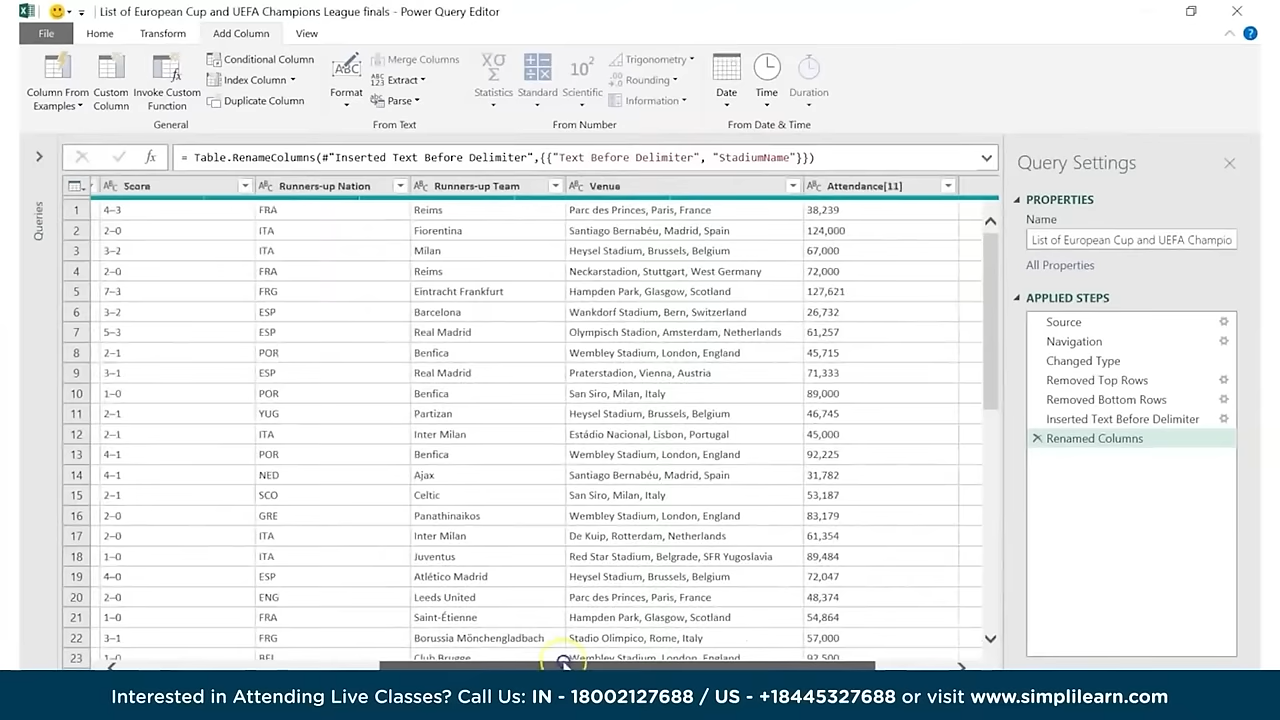 List of European Cup and UEFA Champions League finals - Power Query Editor
File Home Transform Add Column View
Column From Examples
Custom Column
Invoke Custom Function
Conditional Column
Index Column
Duplicate Column
General
Format
Merge Columns
Extract
Parse
From Text
Statistics
Standard
Scientific
Trigonometry
Rounding
Information
From Number
Date
Time
Duration
From Date & Time
Queries
fx = Table.RenameColumns(#"Inserted Text Before Delimiter",{{"Text Before Delimiter", "StadiumName"}})
Score Runners-up Nation Runners-up Team Venue Attendance[11]
1 4–3 FRA Reims Parc des Princes, Paris, France 38,239
2 2–0 ITA Fiorentina Santiago Bernabéu, Madrid, Spain 124,000
3 3–2 ITA Milan Heysel Stadium, Brussels, Belgium 67,000
4 2–0 FRA Reims Neckarstadion, Stuttgart, West Germany 72,000
5 7–3 FRG Eintracht Frankfurt Hampden Park, Glasgow, Scotland 127,621
6 3–2 ESP Barcelona Wankdorf Stadium, Bern, Switzerland 26,732
7 5–3 ESP Real Madrid Olympisch Stadion, Amsterdam, Netherlands 61,257
8 2–1 POR Benfica Wembley Stadium, London, England 45,715
9 3–1 ESP Real Madrid Praterstadion, Vienna, Austria 71,333
10 1–0 POR Benfica San Siro, Milan, Italy 89,000
11 2–1 YUG Partizan Heysel Stadium, Brussels, Belgium 46,745
12 2–1 ITA Inter Milan Estádio Nacional, Lisbon, Portugal 45,000
13 4–1 POR Benfica Wembley Stadium, London, England 92,225
14 4–1 NED Ajax Santiago Bernabéu, Madrid, Spain 31,782
15 2–1 SCO Celtic San Siro, Milan, Italy 53,187
16 2–0 GRE Panathinaikos Wembley Stadium, London, England 83,179
17 2–0 ITA Inter Milan De Kuip, Rotterdam, Netherlands 61,354
18 1–0 ITA Juventus Red Star Stadium, Belgrade, SFR Yugoslavia 89,484
19 4–0 ESP Atlético Madrid Heysel Stadium, Brussels, Belgium 72,047
20 2–0 ENG Leeds United Parc des Princes, Paris, France 48,374
21 1–0 FRA Saint-Étienne Hampden Park, Glasgow, Scotland 54,864
22 3–1 FRG Borussia Mönchengladbach Stadio Olimpico, Rome, Italy 57,000
23 1–0 BEL Club Brugge Wembley Stadium, London, England 92,500
Query Settings
PROPERTIES
Name
List of European Cup and UEFA Champio
All Properties
APPLIED STEPS
Source
Navigation
Changed Type
Removed Top Rows
Removed Bottom Rows
Inserted Text Before Delimiter
Renamed Columns
Interested in Attending Live Classes? Call Us: IN - 18002127688 / US - +18445327688 or visit www.simplilearn.com